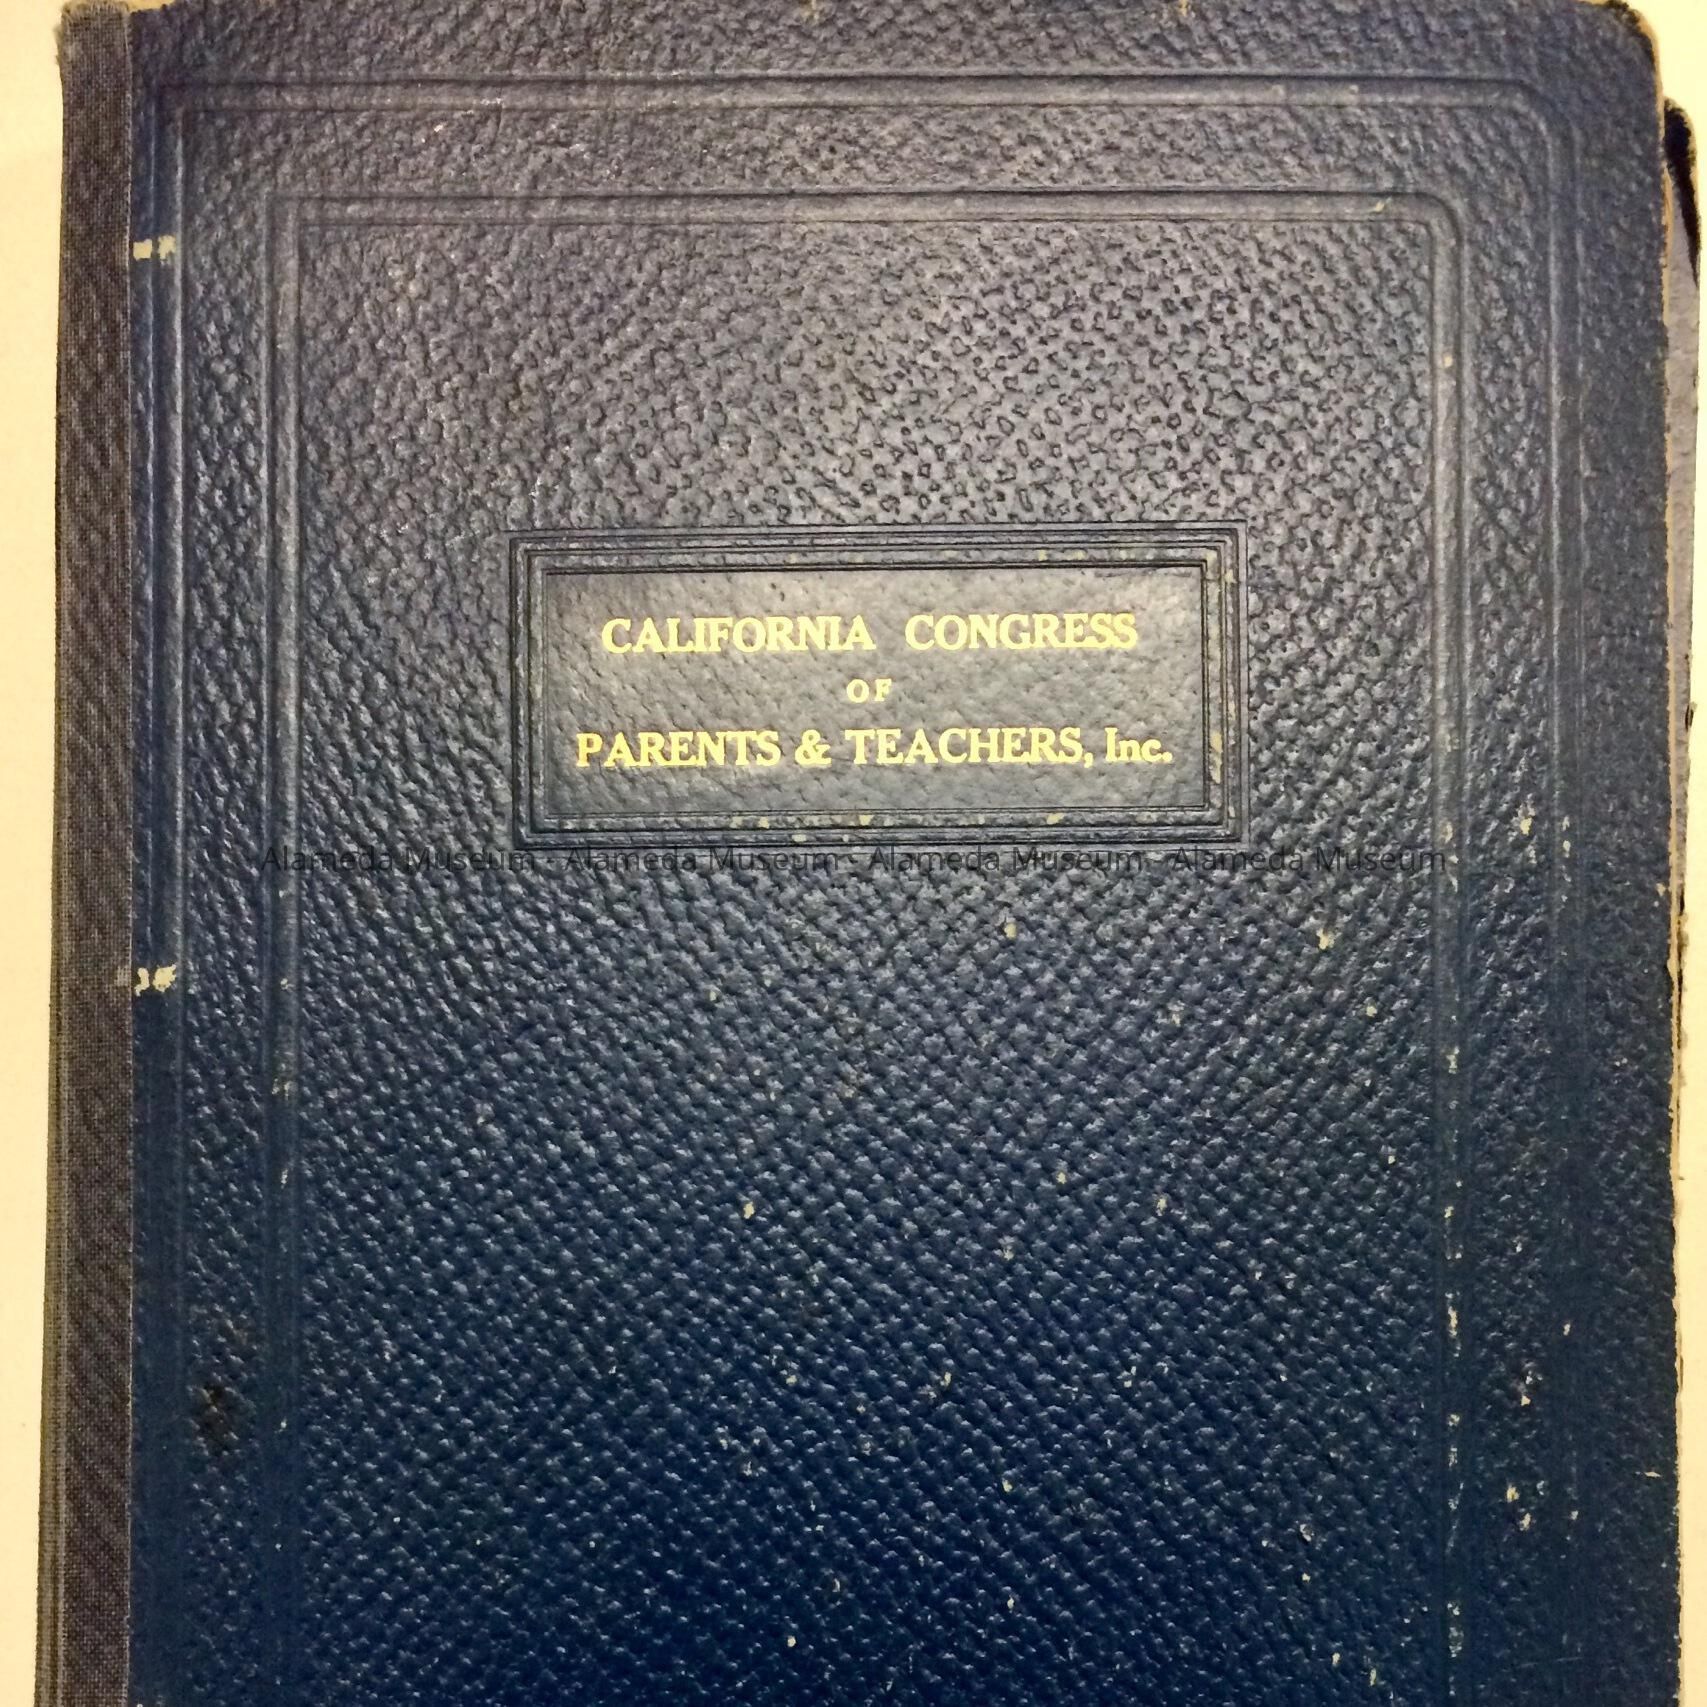 CALIFORNIA CONGRESS
OF
PARENTS & TEACHERS, Inc.
Alameda Museum - Alameda Museum - Alameda Museum - Alameda Museum